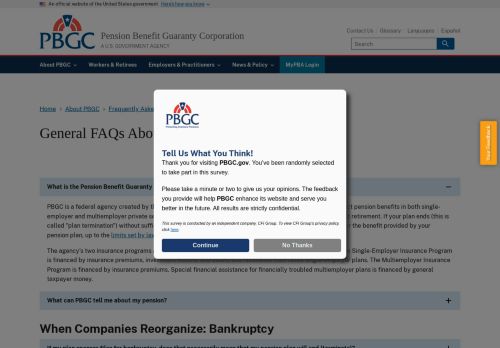 An official website of the United States government Here's how you know
PBGC
Pension Benefit Guaranty Corporation
A U.S. GOVERNMENT AGENCY
Contact Us Glossary Languages Español
Search
About PBGC Workers & Retirees Employers & Practitioners News & Policy MyPBA Login
Home > About PBGC > Frequently Aske
General FAQs Abou
Your Feedback
PBGC
Protecting America's Pensions
Tell Us What You Think!
Thank you for visiting PBGC.gov. You've been randomly selected
to take part in this survey.
Please take a minute or two to give us your opinions. The feedback
you provide will help PBGC enhance its website and serve you
better in the future. All results are strictly confidential.
This survey is conducted by an independent company, CFI Group. To view CFI Group's privacy policy
click here.
Continue No Thanks
What is the Pension Benefit Guaranty
PBGC is a federal agency created by th ct pension benefits in both single-
employer and multiemployer private se retirement. If your plan ends (this is
called "plan termination") without suffi the benefit provided by your
pension plan, up to the limits set by law
The agency's two insurance programs Single-Employer Insurance Program
is financed by insurance premiums, inves plans. The Multiemployer
Program is financed by insurance premiums. Special financial assistance for financially troubled multiemployer plans is financed by general
taxpayer money.
What can PBGC tell me about my pension?
When Companies Reorganize: Bankruptcy